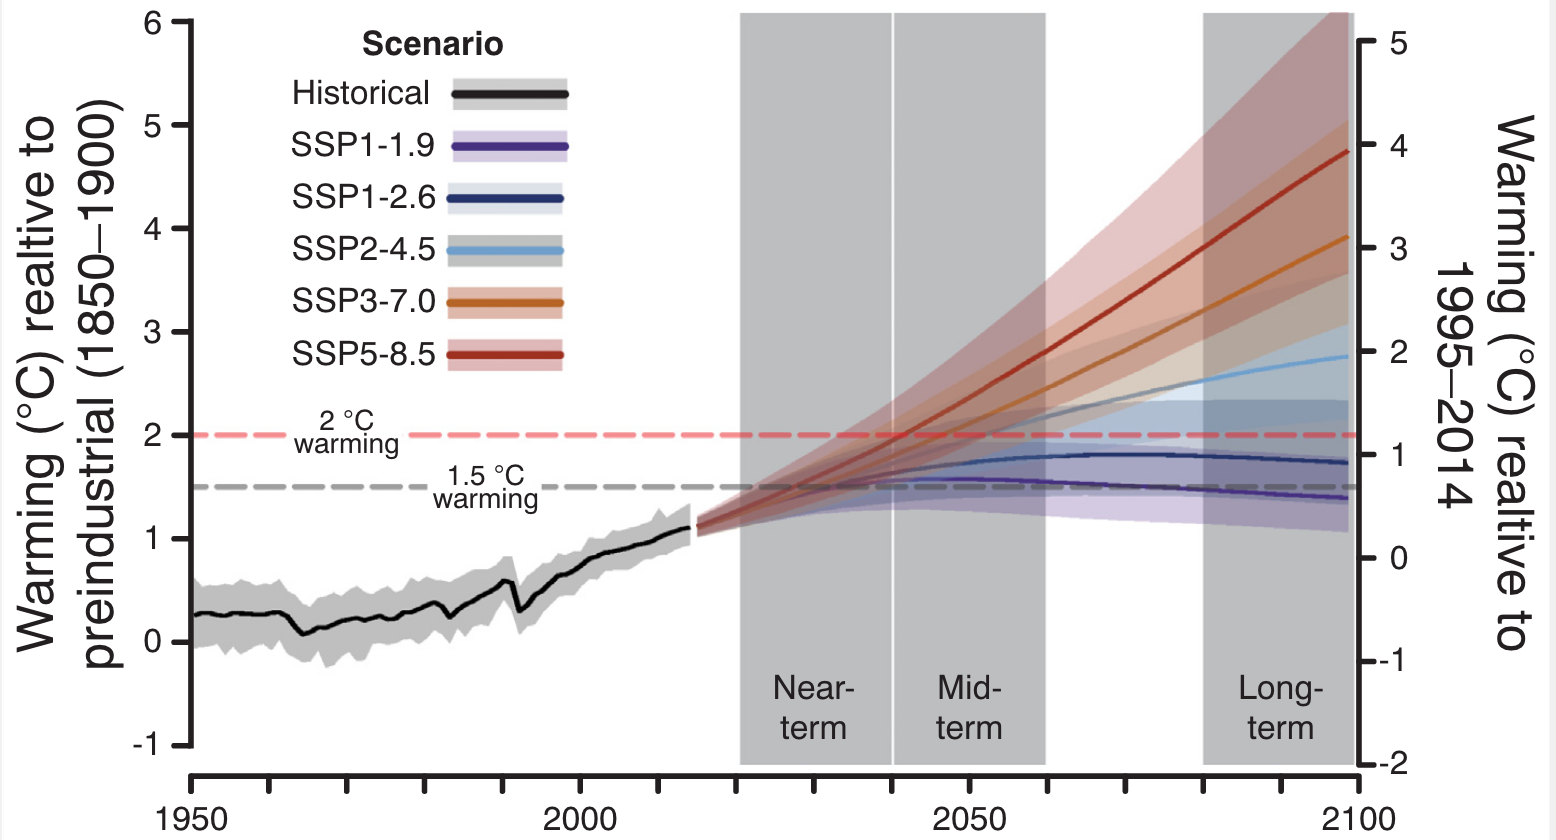 Warming (°C) realtive to
preindustrial (1850–1900)
6
5
4
3
2
1
0
-1
Scenario
Historical
SSP1-1.9
SSP1-2.6
SSP2-4.5
SSP3-7.0
SSP5-8.5
2 °C
warming
1.5 °C
warming
Near-
term
Mid-
term
Long-
term
5
4
3
2
1
0
-1
-2
Warming (°C) realtive to
1995–2014
1950
2000
2050
2100